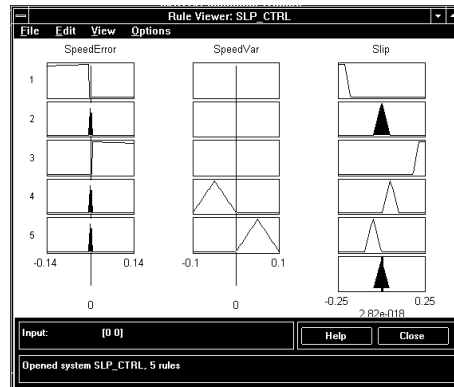 Rule Viewer: SLP_CTRL
File Edit View Options
SpeedError SpeedVar Slip
1
2
3
4
5
-0.14 0.14 -0.1 0.1
-0.25 0.25
0 0 2.82e-018
Input: [0 0] Help Close
Opened system SLP_CTRL, 5 rules